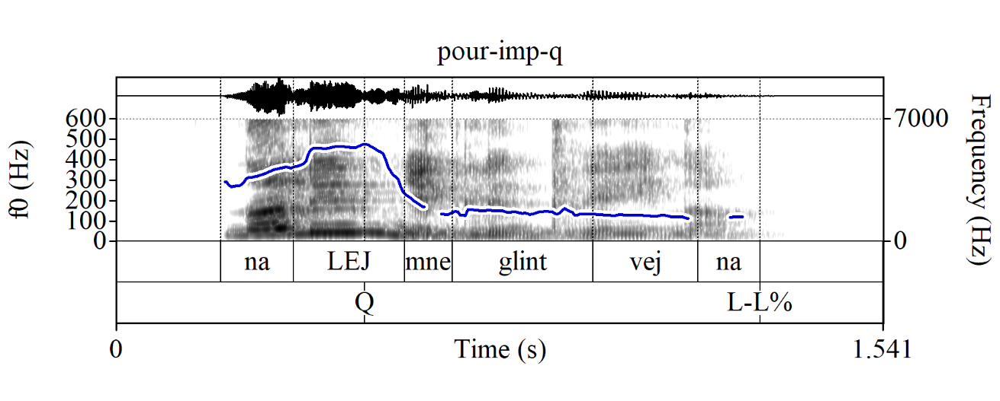 pour-imp-q
600
500
400
300
200
100
0
f0 (Hz)
7000
0
Frequency (Hz)
na LEJ mne glint vej na
Q L-L%
0 Time (s) 1.541